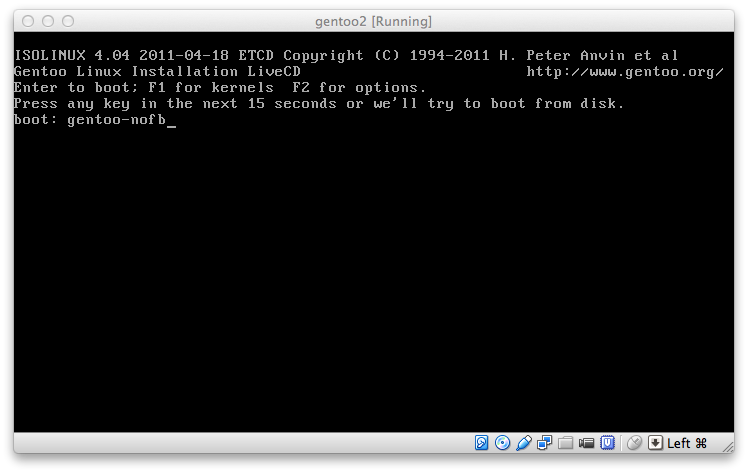 gentoo2 [Running]
ISOLINUX 4.04 2011-04-18 ETCD Copyright (C) 1994-2011 H. Peter Anvin et al
Gentoo Linux Installation LiveCD http://www.gentoo.org/
Enter to boot; F1 for kernels F2 for options.
Press any key in the next 15 seconds or we'll try to boot from disk.
boot: gentoo-nofb_
Left ⌘